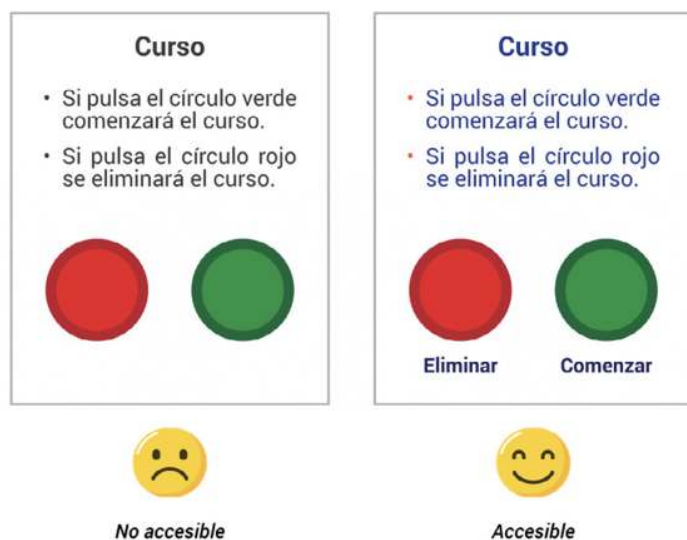 Curso
• Si pulsa el círculo verde
comenzará el curso.
• Si pulsa el círculo rojo
se eliminará el curso.
No accesible
Curso
• Si pulsa el círculo verde
comenzará el curso.
• Si pulsa el círculo rojo
se eliminará el curso.
Eliminar
Comenzar
Accesible